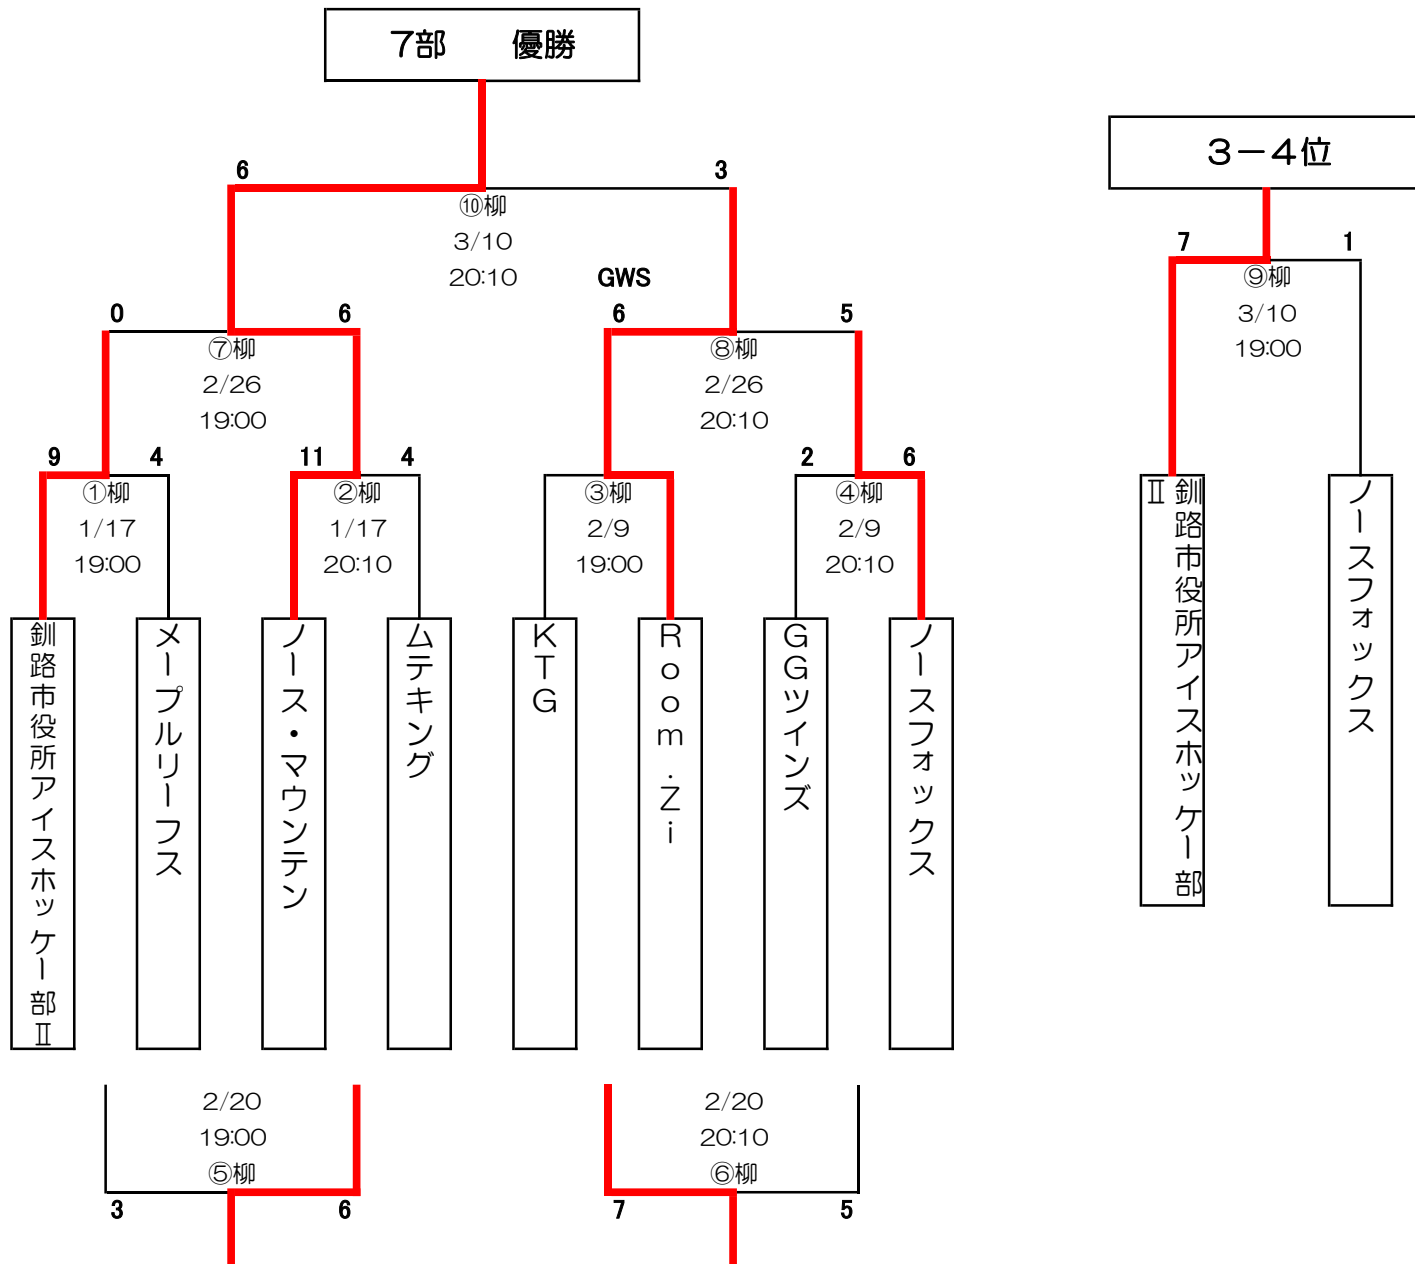 7部 優勝
3－4位
6 3
⑩柳
3/10
20:10
GWS
7 1
⑨柳
3/10
19:00
0 6
⑦柳
2/26
19:00
6 5
⑧柳
2/26
20:10
9 4
①柳
1/17
19:00
11 4
②柳
1/17
20:10
③柳
2/9
19:00
2 6
④柳
2/9
20:10
釧路市役所アイスホッケー部Ⅱ
メープルリーフス
ノース・マウンテン
ムテキング
KTG
Room.Zi
GGツインズ
ノースフォックス
釧路市役所アイスホッケー部
Ⅱ
ノースフォックス
2/20
19:00
⑤柳
3 6
2/20
20:10
⑥柳
7 5